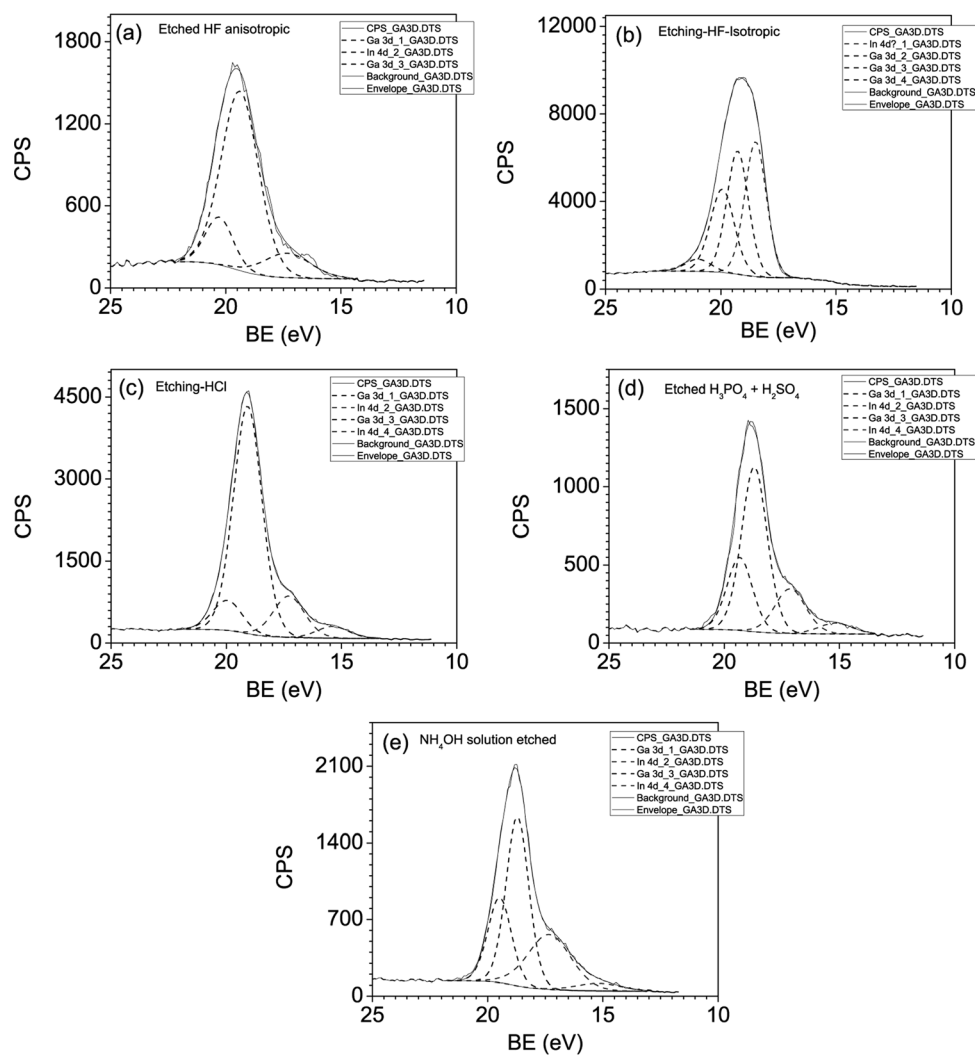 (a) Etched HF anisotropic
CPS_GA3D.DTS
Ga 3d_1_GA3D.DTS
In 4d_2_GA3D.DTS
Ga 3d_3_GA3D.DTS
Background_GA3D.DTS
Envelope_GA3D.DTS
1800
1200
600
0
CPS
25 20 15 10
BE (eV)
(b) Etching-HF-Isotropic
CPS_GA3D.DTS
In 4d?_1_GA3D.DTS
Ga 3d_2_GA3D.DTS
Ga 3d_3_GA3D.DTS
Ga 3d_4_GA3D.DTS
Background_GA3D.DTS
Envelope_GA3D.DTS
12000
8000
4000
0
CPS
25 20 15 10
BE (eV)
(c) Etching-HCl
CPS_GA3D.DTS
Ga 3d_1_GA3D.DTS
In 4d_2_GA3D.DTS
Ga 3d_3_GA3D.DTS
In 4d_4_GA3D.DTS
Background_GA3D.DTS
Envelope_GA3D.DTS
4500
3000
1500
0
CPS
25 20 15 10
BE (eV)
(d) Etched H₃PO₄ + H₂SO₄
CPS_GA3D.DTS
Ga 3d_1_GA3D.DTS
In 4d_2_GA3D.DTS
Ga 3d_3_GA3D.DTS
In 4d_4_GA3D.DTS
Background_GA3D.DTS
Envelope_GA3D.DTS
1500
1000
500
0
CPS
25 20 15 10
BE (eV)
(e) NH₄OH solution etched
CPS_GA3D.DTS
Ga 3d_1_GA3D.DTS
In 4d_2_GA3D.DTS
Ga 3d_3_GA3D.DTS
In 4d_4_GA3D.DTS
Background_GA3D.DTS
Envelope_GA3D.DTS
2100
1400
700
0
CPS
25 20 15 10
BE (eV)